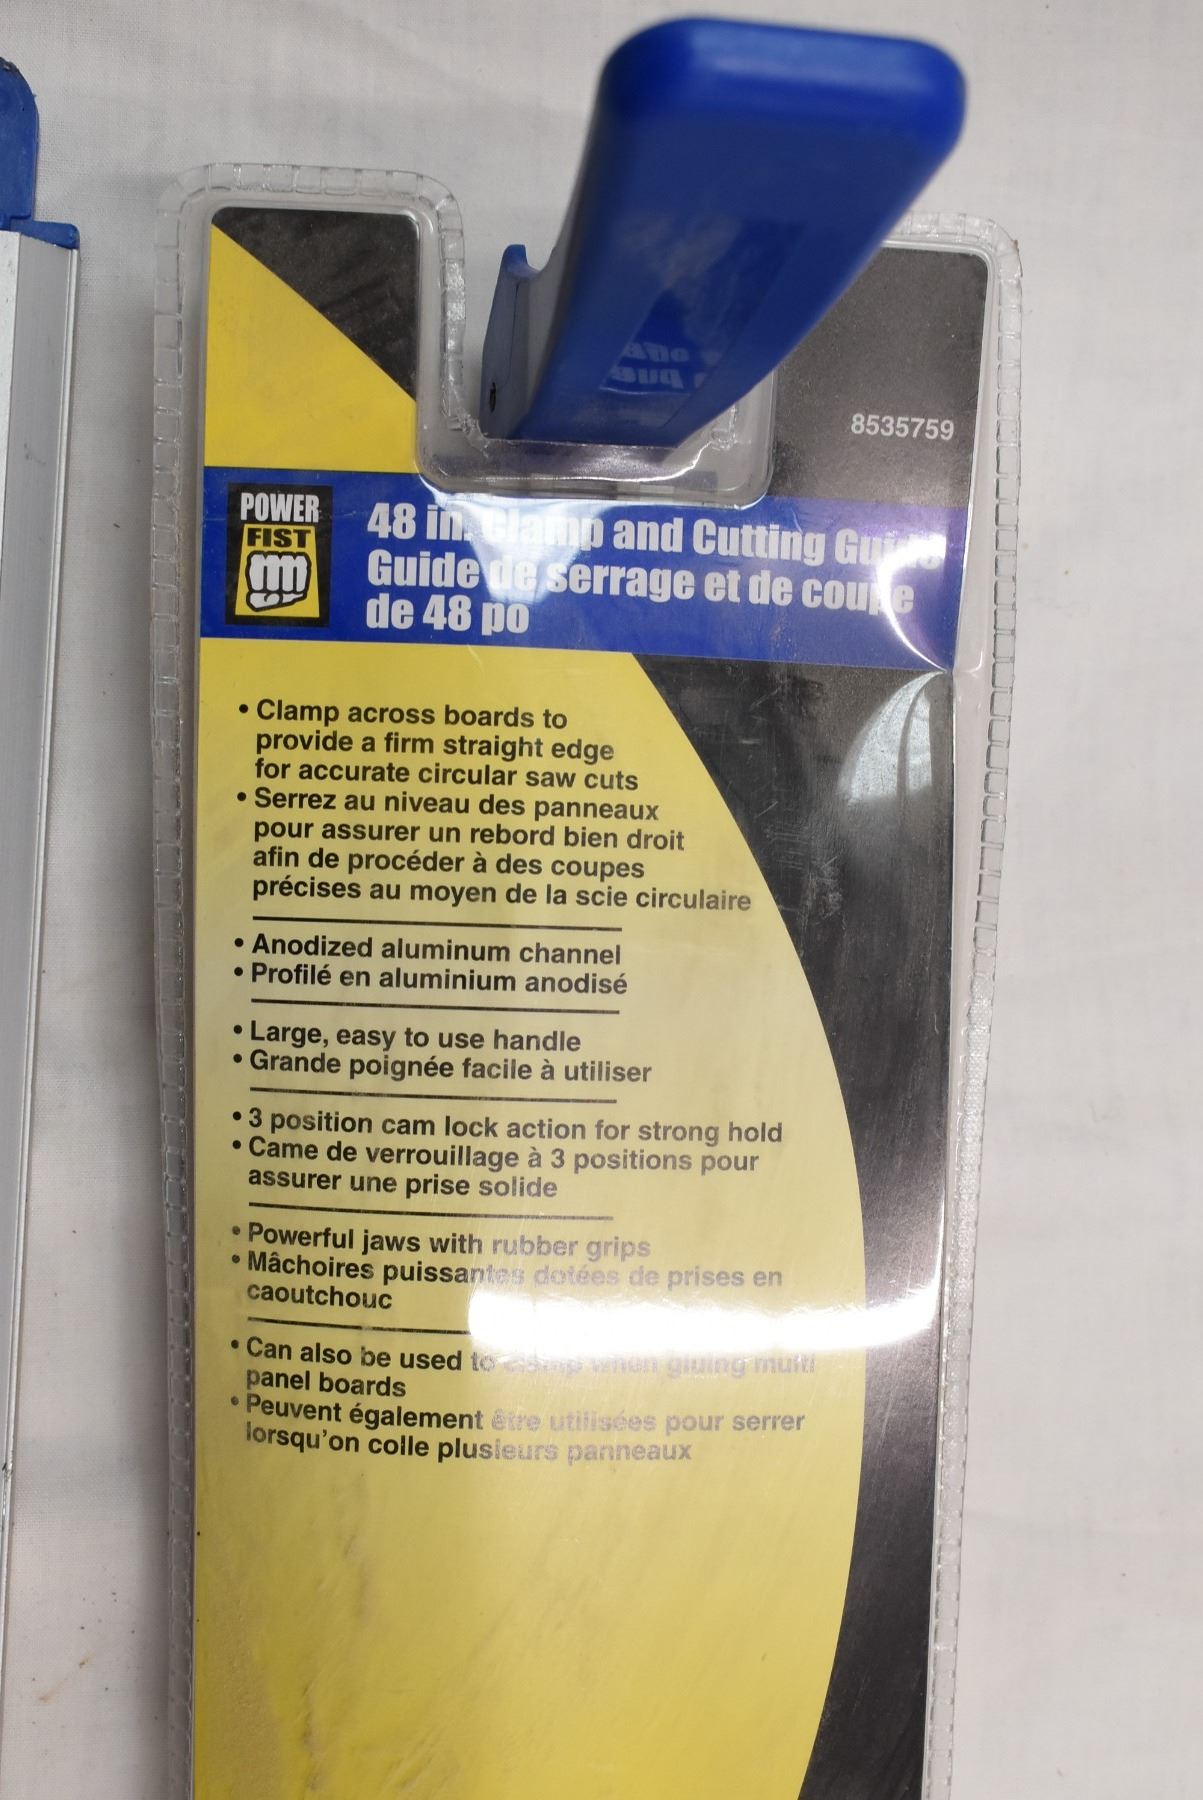 8535759
POWER
FIST
48 in. Clamp and Cutting Guide
Guide de serrage et de coupe
de 48 po
• Clamp across boards to
provide a firm straight edge
for accurate circular saw cuts
• Serrez au niveau des panneaux
pour assurer un rebord bien droit
afin de procéder à des coupes
précises au moyen de la scie circulaire
• Anodized aluminum channel
• Profilé en aluminium anodisé
• Large, easy to use handle
• Grande poignée facile à utiliser
• 3 position cam lock action for strong hold
• Came de verrouillage à 3 positions pour
assurer une prise solide
• Powerful jaws with rubber grips
• Mâchoires puissantes dotées de prises en
caoutchouc
• Can also be used to clamp when gluing multi
panel boards
• Peuvent également être utilisées pour serrer
lorsqu'on colle plusieurs panneaux